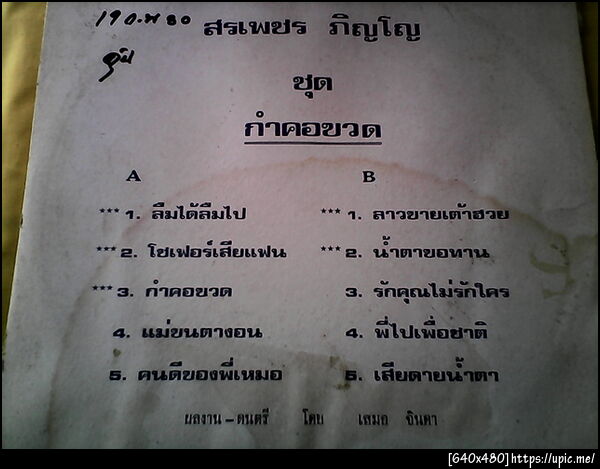 สรเพชร ภิญโญ
ชุด
กำคอขวด
A
*** 1. ลืมได้ลืมไป
*** 2. โชเฟอร์เสียแฟน
*** 3. กำคอขวด
4. แม่ขนตางอน
5. คนดีของพี่เหมอ
B
*** 1. ลาวขายเต้าฮวย
*** 2. น้ำตาขอทาน
3. รักคุณไม่รักใคร
4. พี่ไปเพื่อชาติ
5. เสียดายน้ำตา
ผลงาน – ดนตรี โดย เสมอ จินดา
[640x480]https://upic.me/